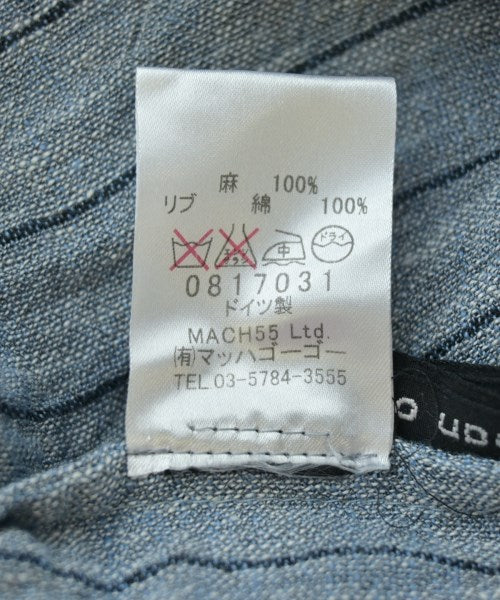 麻 100%
リブ 綿 100%
中 ドライ
0817031
ドイツ製
MACH55 Ltd.
(有)マッハゴーゴー
TEL 03-5784-3555